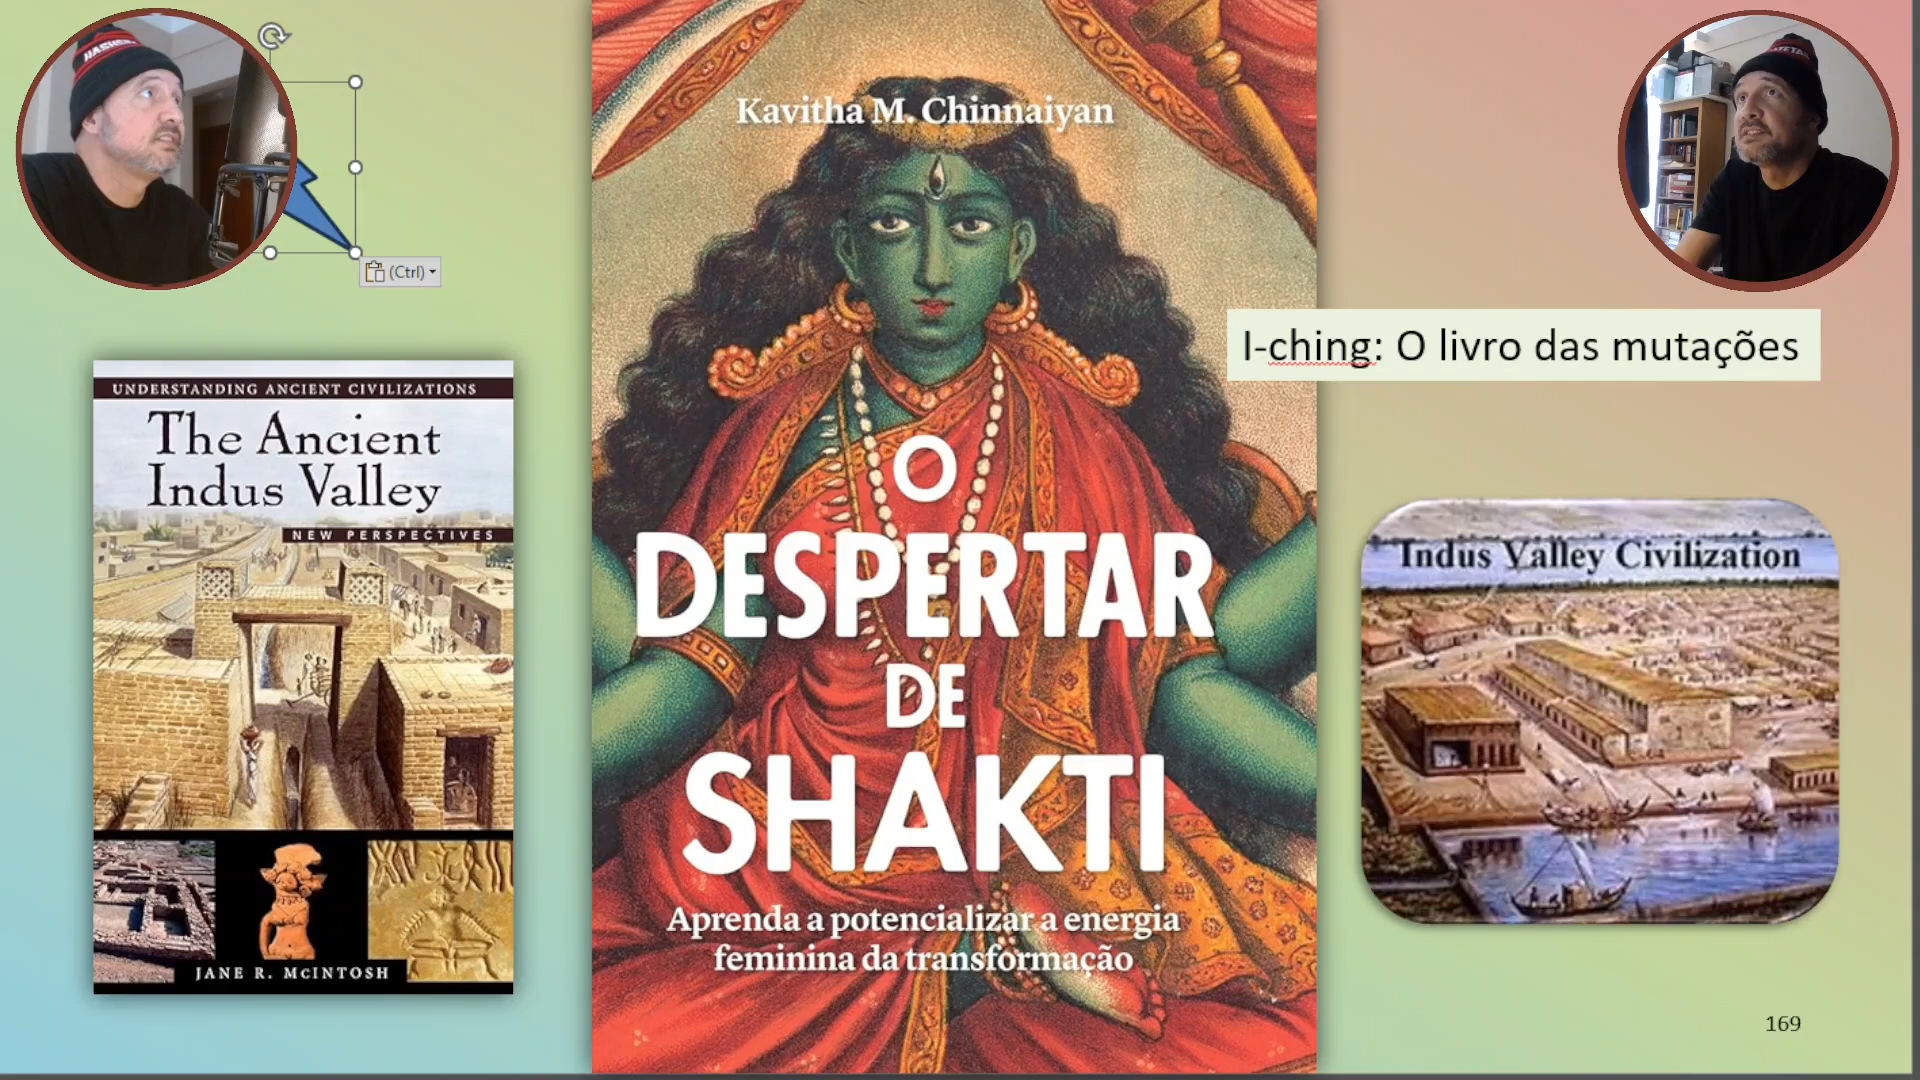 (Ctrl)
UNDERSTANDING ANCIENT CIVILIZATIONS
The Ancient
Indus Valley
NEW PERSPECTIVES
JANE R. McINTOSH
Kavitha M. Chinnaiyan
O
DESPERTAR
DE
SHAKTI
Aprenda a potencializar a energia
feminina da transformação
I-ching: O livro das mutações
Indus Valley Civilization
169